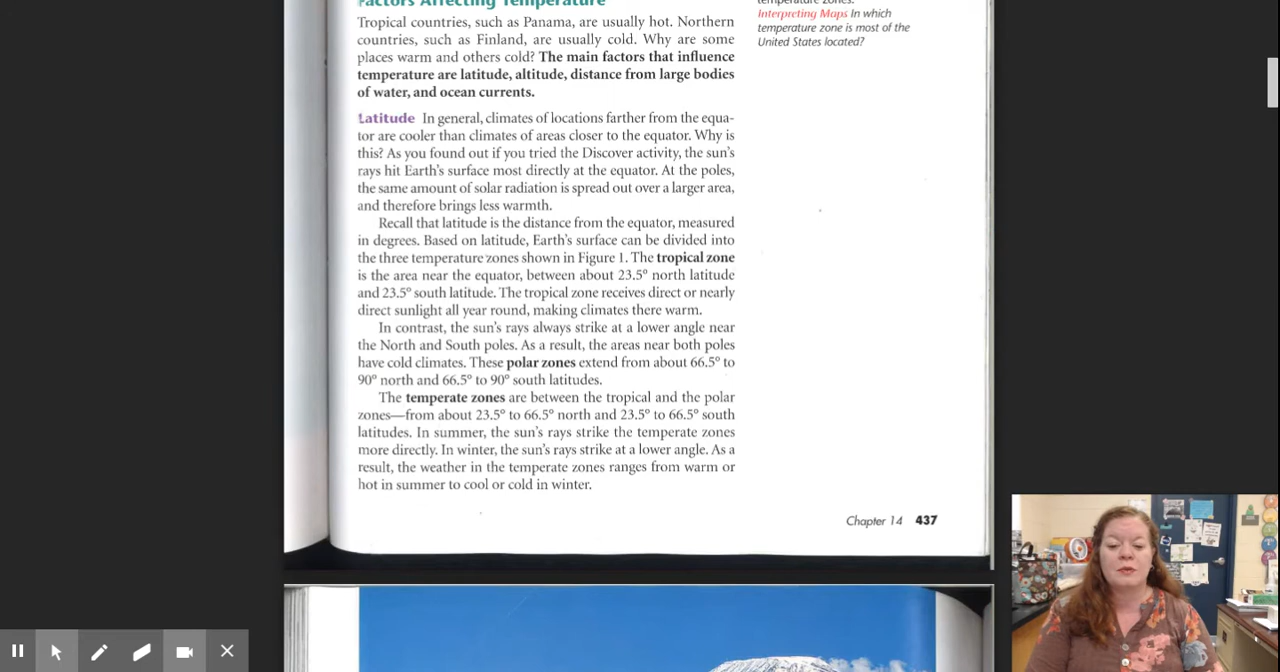 Factors Affecting Temperature
Tropical countries, such as Panama, are usually hot. Northern
countries, such as Finland, are usually cold. Why are some
places warm and others cold? The main factors that influence
temperature are latitude, altitude, distance from large bodies
of water, and ocean currents.
Latitude In general, climates of locations farther from the equa-
tor are cooler than climates of areas closer to the equator. Why is
this? As you found out if you tried the Discover activity, the sun's
rays hit Earth's surface most directly at the equator. At the poles,
the same amount of solar radiation is spread out over a larger area,
and therefore brings less warmth.
Recall that latitude is the distance from the equator, measured
in degrees. Based on latitude, Earth's surface can be divided into
the three temperature zones shown in Figure 1. The tropical zone
is the area near the equator, between about 23.5° north latitude
and 23.5° south latitude. The tropical zone receives direct or nearly
direct sunlight all year round, making climates there warm.
In contrast, the sun's rays always strike at a lower angle near
the North and South poles. As a result, the areas near both poles
have cold climates. These polar zones extend from about 66.5° to
90° north and 66.5° to 90° south latitudes.
The temperate zones are between the tropical and the polar
zones—from about 23.5° to 66.5° north and 23.5° to 66.5° south
latitudes. In summer, the sun's rays strike the temperate zones
more directly. In winter, the sun's rays strike at a lower angle. As a
result, the weather in the temperate zones ranges from warm or
hot in summer to cool or cold in winter.
temperature zones.
Interpreting Maps In which
temperature zone is most of the
United States located?
Chapter 14 437